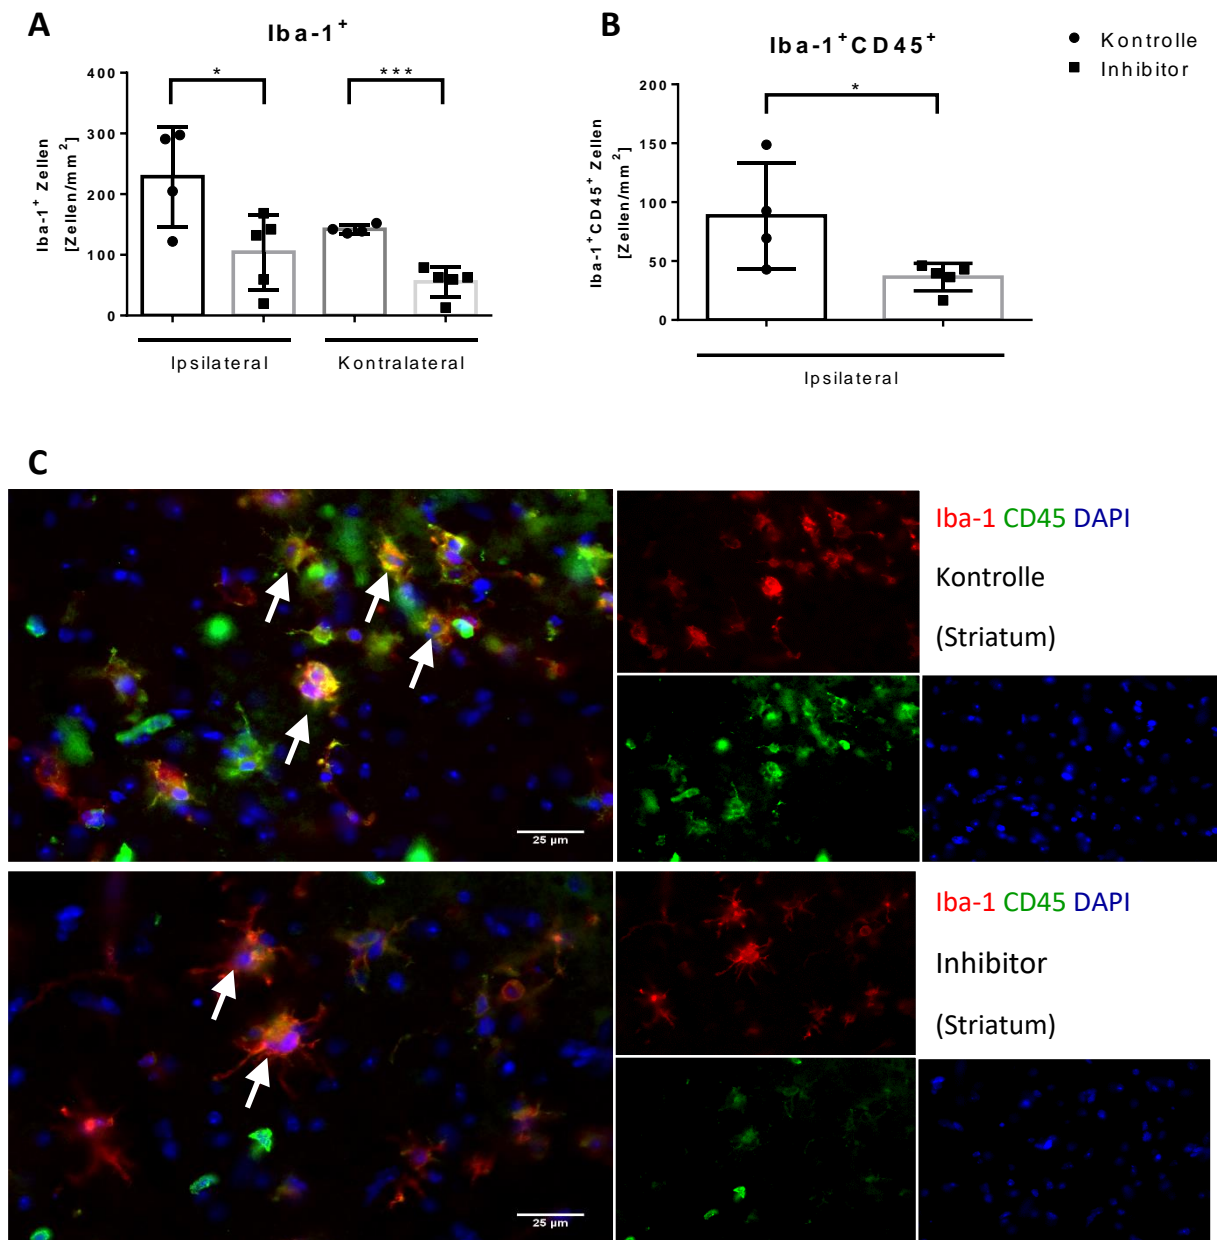 A
Iba-1⁺
Iba-1⁺ Zellen
[Zellen/mm²]
400
300
200
100
0
*
***
Ipsilateral
Kontralateral
B
Iba-1⁺CD45⁺
Kontrolle
Inhibitor
Iba-1⁺CD45⁺ Zellen
[Zellen/mm²]
200
150
100
50
0
*
Ipsilateral
C
Iba-1 CD45 DAPI
Kontrolle
(Striatum)
25 µm
Iba-1 CD45 DAPI
Inhibitor
(Striatum)
25 µm